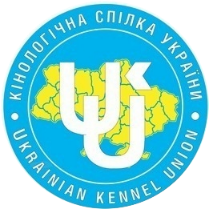 КІНОЛОГІЧНА СПІЛКА УКРАЇНИ
UKU
UKRAINIAN KENNEL UNION